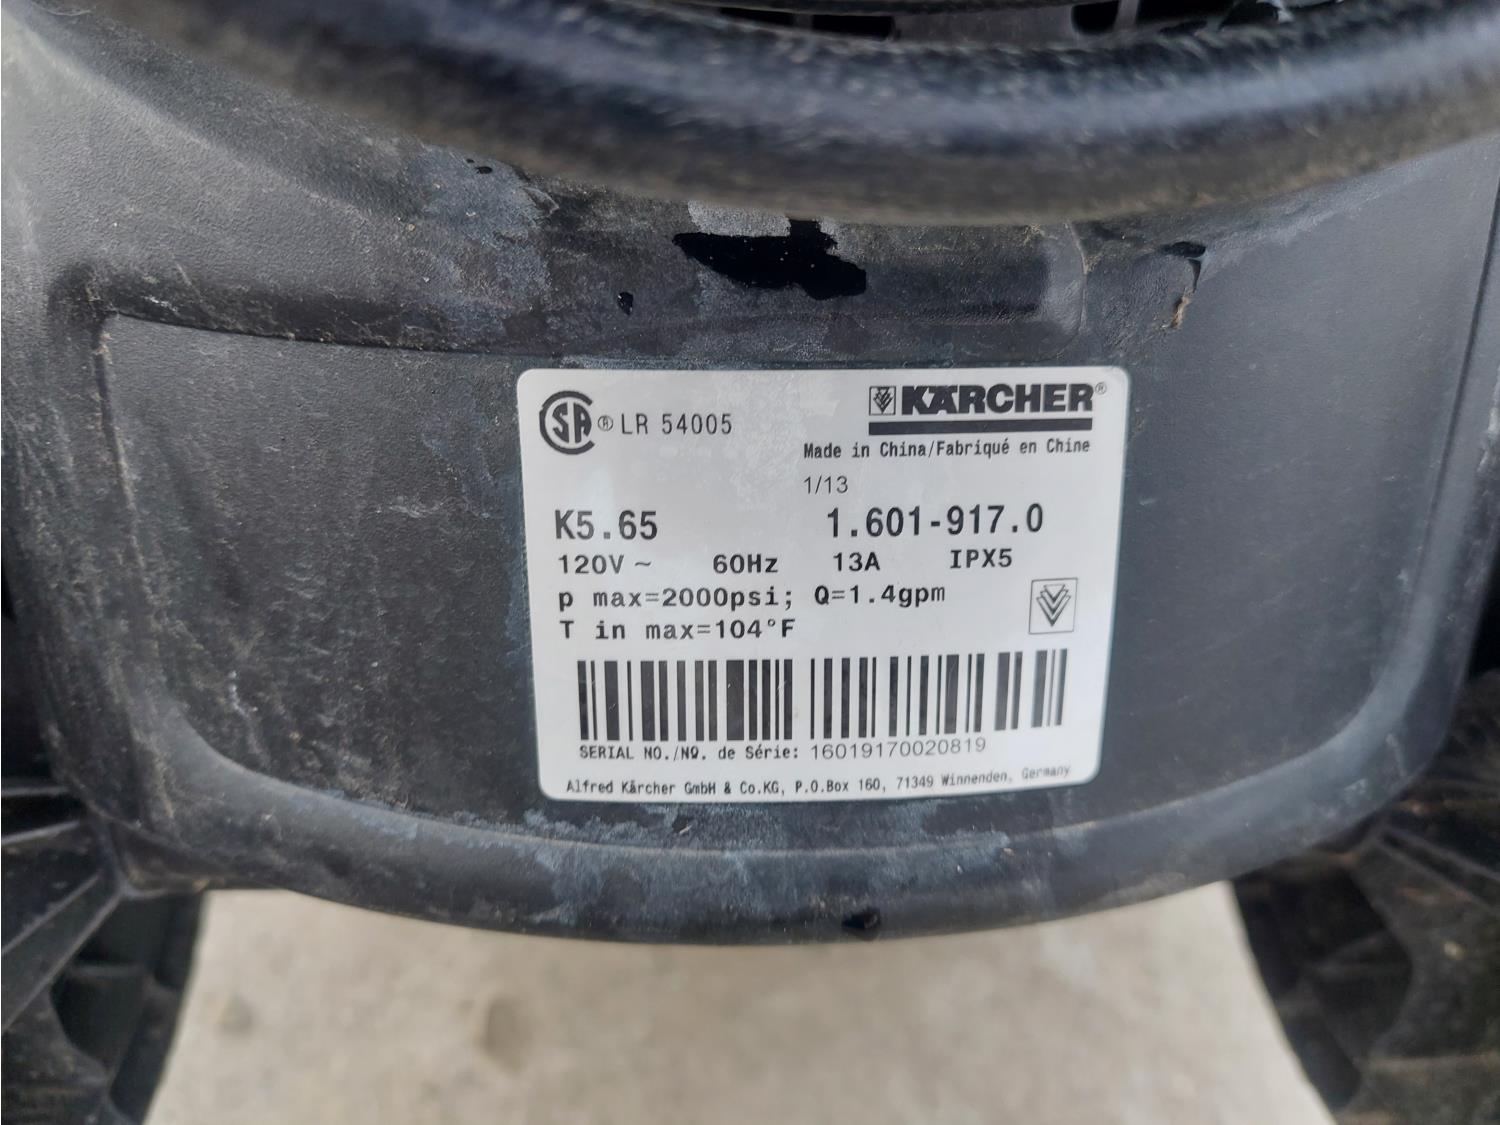 SA ® LR 54005
KÄRCHER®
Made in China/Fabriqué en Chine
1/13
K5.65 1.601-917.0
120V ~ 60Hz 13A IPX5
p max=2000psi; Q=1.4gpm
T in max=104°F
SERIAL NO./NQ. de Série: 16019170020819
Alfred Kärcher GmbH & Co.KG, P.O.Box 160, 71349 Winnenden, Germany